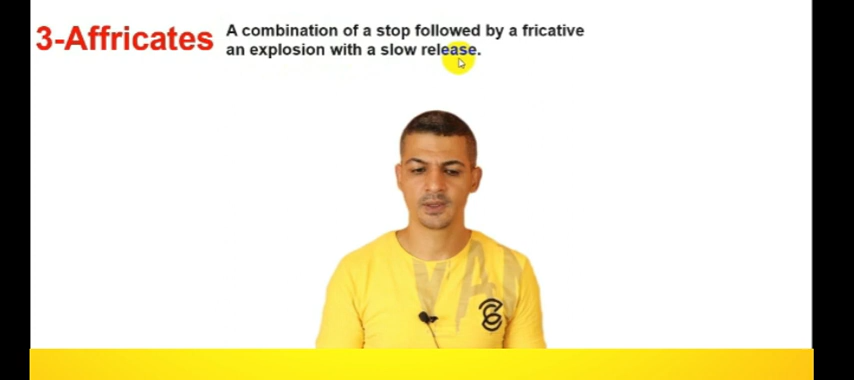 3-Affricates
A combination of a stop followed by a fricative
an explosion with a slow release.